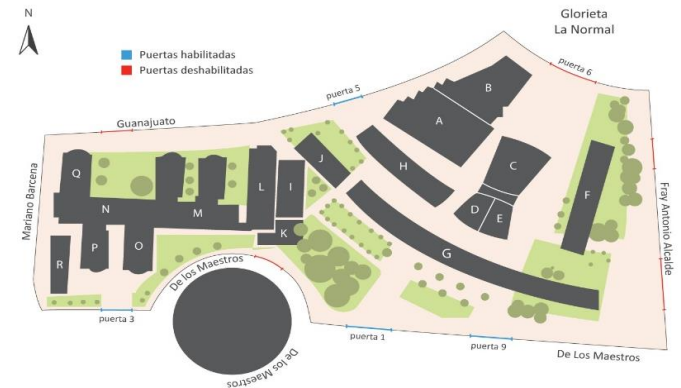 N
Glorieta
La Normal
Puertas habilitadas
Puertas deshabilitadas
puerta 6
puerta 5
Guanajuato
B
A
C
Q
J
H
L
I
F
N
M
D
E
K
G
P
O
R
Mariano Barcena
Fray Antonio Alcalde
De los Maestros
De los Maestros
puerta 3
puerta 1
puerta 9
De Los Maestros